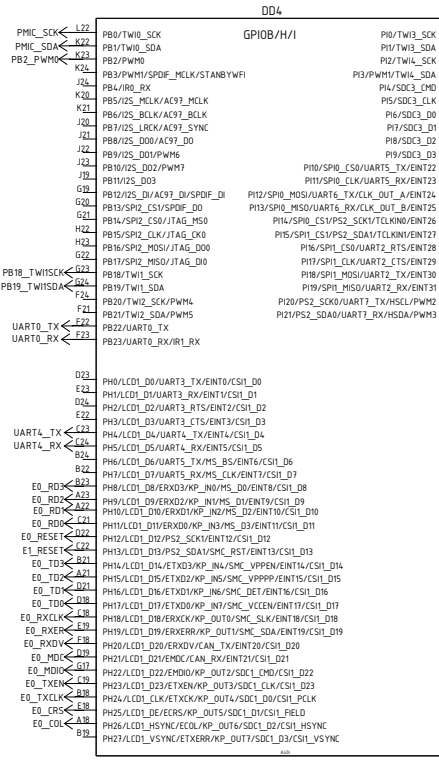 DD4
GPIOB/H/I
PMIC_SCK L22 PB0/TWI0_SCK PI0/TWI3_SCK
PMIC_SDA K22 PB1/TWI0_SDA PI1/TWI3_SDA
PB2_PWM0 K23 PB2/PWM0 PI2/TWI4_SCK
K24 PB3/PWM1/SPDIF_MCLK/STANBYWFI PI3/PWM1/TWI4_SDA
J24 PB4/IR0_RX PI4/SDC3_CMD
K20 PB5/I2S_MCLK/AC97_MCLK PI5/SDC3_CLK
K21 PB6/I2S_BCLK/AC97_BCLK PI6/SDC3_D0
J20 PB7/I2S_LRCK/AC97_SYNC PI7/SDC3_D1
J21 PB8/I2S_DO0/AC97_DO PI8/SDC3_D2
J22 PB9/I2S_DO1/PWM6 PI9/SDC3_D3
J23 PB10/I2S_DO2/PWM7 PI10/SPI0_CS0/UART5_TX/EINT22
J19 PB11/I2S_DO3 PI11/SPI0_CLK/UART5_RX/EINT23
G19 PB12/I2S_DI/AC97_DI/SPDIF_DI PI12/SPI0_MOSI/UART6_TX/CLK_OUT_A/EINT24
G20 PB13/SPI2_CS1/SPDIF_DO PI13/SPI0_MISO/UART6_RX/CLK_OUT_B/EINT25
G21 PB14/SPI2_CS0/JTAG_MS0 PI14/SPI0_CS1/PS2_SCK1/TCLKIN0/EINT26
H22 PB15/SPI2_CLK/JTAG_CK0 PI15/SPI1_CS1/PS2_SDA1/TCLKIN1/EINT27
H23 PB16/SPI2_MOSI/JTAG_DO0 PI16/SPI1_CS0/UART2_RTS/EINT28
G22 PB17/SPI2_MISO/JTAG_DI0 PI17/SPI1_CLK/UART2_CTS/EINT29
PB18_TWI1SCK G23 PB18/TWI1_SCK PI18/SPI1_MOSI/UART2_TX/EINT30
PB19_TWI1SDA G24 PB19/TWI1_SDA PI19/SPI1_MISO/UART2_RX/EINT31
F24 PB20/TWI2_SCK/PWM4 PI20/PS2_SCK0/UART7_TX/HSCL/PWM2
F21 PB21/TWI2_SDA/PWM5 PI21/PS2_SDA0/UART7_RX/HSDA/PWM3
UART0_TX F22 PB22/UART0_TX
UART0_RX F23 PB23/UART0_RX/IR1_RX
D23 PH0/LCD1_D0/UART3_TX/EINT0/CSI1_D0
E23 PH1/LCD1_D1/UART3_RX/EINT1/CSI1_D1
D24 PH2/LCD1_D2/UART3_RTS/EINT2/CSI1_D2
E22 PH3/LCD1_D3/UART3_CTS/EINT3/CSI1_D3
UART4_TX C23 PH4/LCD1_D4/UART4_TX/EINT4/CSI1_D4
UART4_RX C24 PH5/LCD1_D5/UART4_RX/EINT5/CSI1_D5
B24 PH6/LCD1_D6/UART5_TX/MS_BS/EINT6/CSI1_D6
B22 PH7/LCD1_D7/UART5_RX/MS_CLK/EINT7/CSI1_D7
E0_RD3 B23 PH8/LCD1_D8/ERXD3/KP_IN0/MS_D0/EINT8/CSI1_D8
E0_RD2 A23 PH9/LCD1_D9/ERXD2/KP_IN1/MS_D1/EINT9/CSI1_D9
E0_RD1 A22 PH10/LCD1_D10/ERXD1/KP_IN2/MS_D2/EINT10/CSI1_D10
E0_RD0 C21 PH11/LCD1_D11/ERXD0/KP_IN3/MS_D3/EINT11/CSI1_D11
E0_RESET D22 PH12/LCD1_D12/PS2_SCK1/EINT12/CSI1_D12
E1_RESET C22 PH13/LCD1_D13/PS2_SDA1/SMC_RST/EINT13/CSI1_D13
E0_TD3 B21 PH14/LCD1_D14/ETXD3/KP_IN4/SMC_VPPEN/EINT14/CSI1_D14
E0_TD2 A21 PH15/LCD1_D15/ETXD2/KP_IN5/SMC_VPPPP/EINT15/CSI1_D15
E0_TD1 D21 PH16/LCD1_D16/ETXD1/KP_IN6/SMC_DET/EINT16/CSI1_D16
E0_TD0 D18 PH17/LCD1_D17/ETXD0/KP_IN7/SMC_VCCEN/EINT17/CSI1_D17
E0_RXCLK C18 PH18/LCD1_D18/ERXCK/KP_OUT0/SMC_SLK/EINT18/CSI1_D18
E0_RXER E19 PH19/LCD1_D19/ERXERR/KP_OUT1/SMC_SDA/EINT19/CSI1_D19
E0_RXDV F18 PH20/LCD1_D20/ERXDV/CAN_TX/EINT20/CSI1_D20
E0_MDC D19 PH21/LCD1_D21/EMDC/CAN_RX/EINT21/CSI1_D21
E0_MDIO G17 PH22/LCD1_D22/EMDIO/KP_OUT2/SDC1_CMD/CSI1_D22
E0_TXEN C19 PH23/LCD1_D23/ETXEN/KP_OUT3/SDC1_CLK/CSI1_D23
E0_TXCLK B18 PH24/LCD1_CLK/ETXCK/KP_OUT4/SDC1_D0/CSI1_PCLK
E0_CRS E18 PH25/LCD1_DE/ECRS/KP_OUT5/SDC1_D1/CSI1_FIELD
E0_COL A18 PH26/LCD1_HSYNC/ECOL/KP_OUT6/SDC1_D2/CSI1_HSYNC
B19 PH27/LCD1_VSYNC/ETXERR/KP_OUT7/SDC1_D3/CSI1_VSYNC